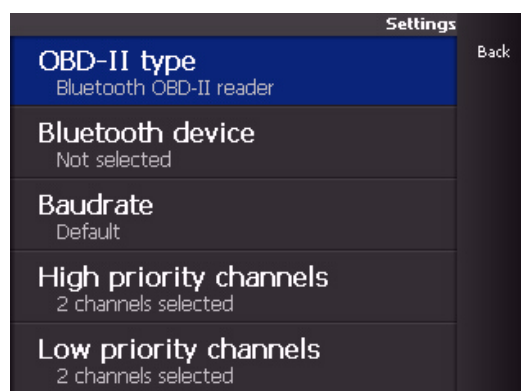 Settings
Back
OBD-II type
Bluetooth OBD-II reader
Bluetooth device
Not selected
Baudrate
Default
High priority channels
2 channels selected
Low priority channels
2 channels selected